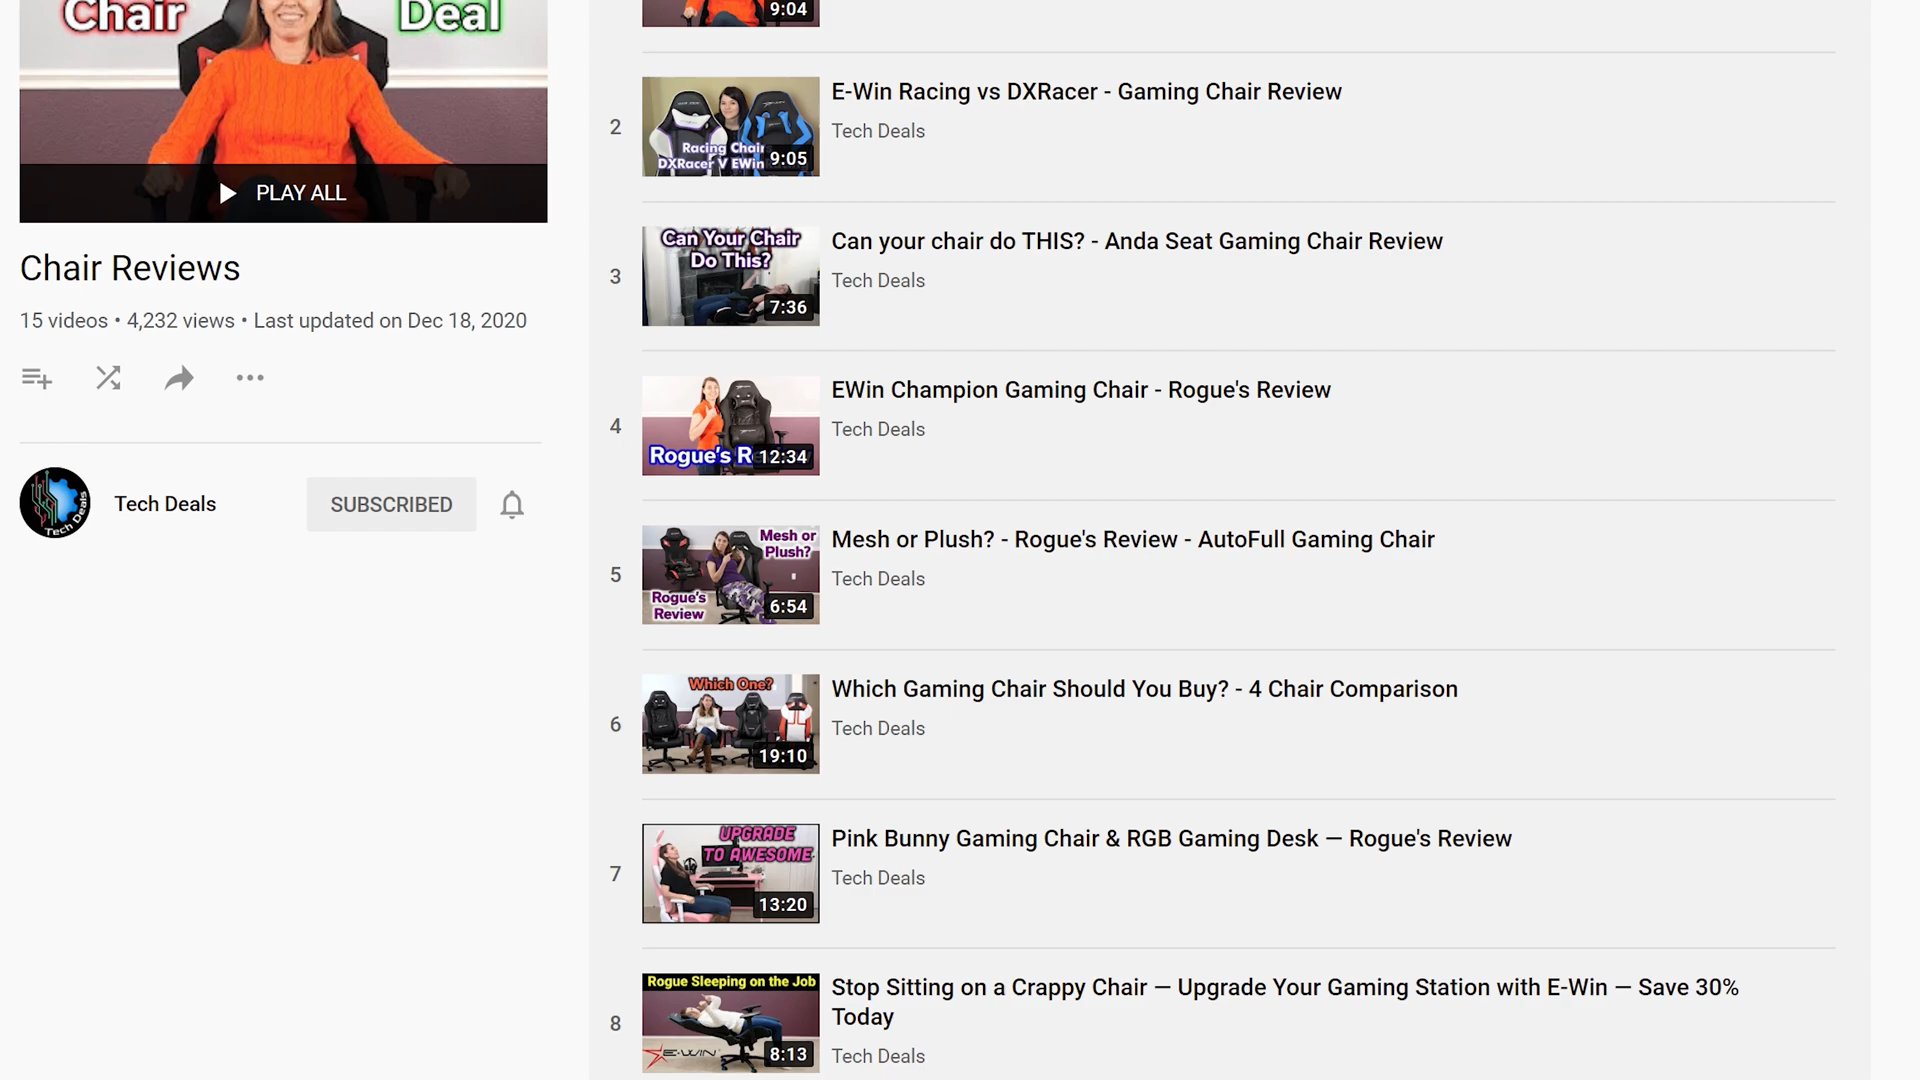 Chair Deal
PLAY ALL
Chair Reviews
15 videos • 4,232 views • Last updated on Dec 18, 2020
Tech Deals
Tech Deals
SUBSCRIBED
9:04
2
Racing Chair
DXRacer V EWin
9:05
E-Win Racing vs DXRacer - Gaming Chair Review
Tech Deals
3
Can Your Chair
Do This?
7:36
Can your chair do THIS? - Anda Seat Gaming Chair Review
Tech Deals
4
Rogue's R
12:34
EWin Champion Gaming Chair - Rogue's Review
Tech Deals
5
Mesh or
Plush?
Rogue's
Review
6:54
Mesh or Plush? - Rogue's Review - AutoFull Gaming Chair
Tech Deals
6
Which One?
19:10
Which Gaming Chair Should You Buy? - 4 Chair Comparison
Tech Deals
7
UPGRADE
TO AWESOME
13:20
Pink Bunny Gaming Chair & RGB Gaming Desk — Rogue's Review
Tech Deals
8
Rogue Sleeping on the Job
E-WIN
8:13
Stop Sitting on a Crappy Chair — Upgrade Your Gaming Station with E-Win — Save 30%
Today
Tech Deals